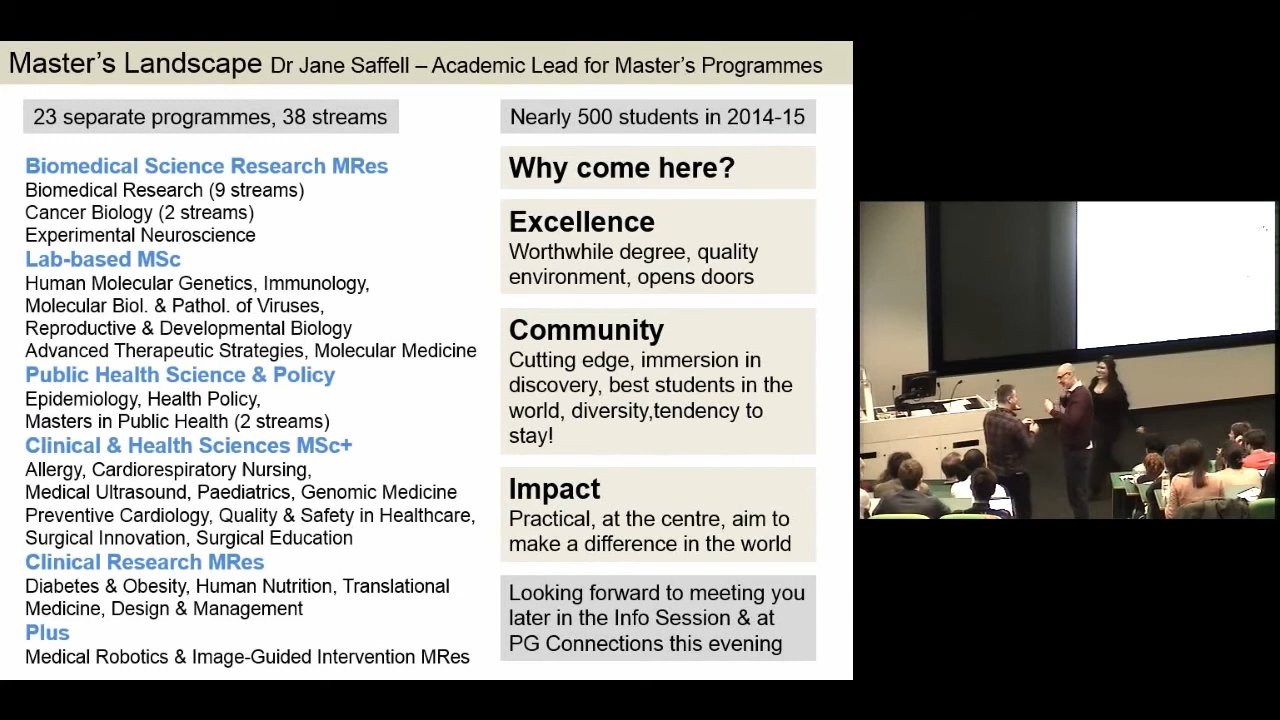 Master's Landscape Dr Jane Saffell – Academic Lead for Master's Programmes
23 separate programmes, 38 streams
Biomedical Science Research MRes
Biomedical Research (9 streams)
Cancer Biology (2 streams)
Experimental Neuroscience
Lab-based MSc
Human Molecular Genetics, Immunology,
Molecular Biol. & Pathol. of Viruses,
Reproductive & Developmental Biology
Advanced Therapeutic Strategies, Molecular Medicine
Public Health Science & Policy
Epidemiology, Health Policy,
Masters in Public Health (2 streams)
Clinical & Health Sciences MSc+
Allergy, Cardiorespiratory Nursing,
Medical Ultrasound, Paediatrics, Genomic Medicine
Preventive Cardiology, Quality & Safety in Healthcare,
Surgical Innovation, Surgical Education
Clinical Research MRes
Diabetes & Obesity, Human Nutrition, Translational
Medicine, Design & Management
Plus
Medical Robotics & Image-Guided Intervention MRes
Nearly 500 students in 2014-15
Why come here?
Excellence
Worthwhile degree, quality
environment, opens doors
Community
Cutting edge, immersion in
discovery, best students in the
world, diversity,tendency to
stay!
Impact
Practical, at the centre, aim to
make a difference in the world
Looking forward to meeting you
later in the Info Session & at
PG Connections this evening